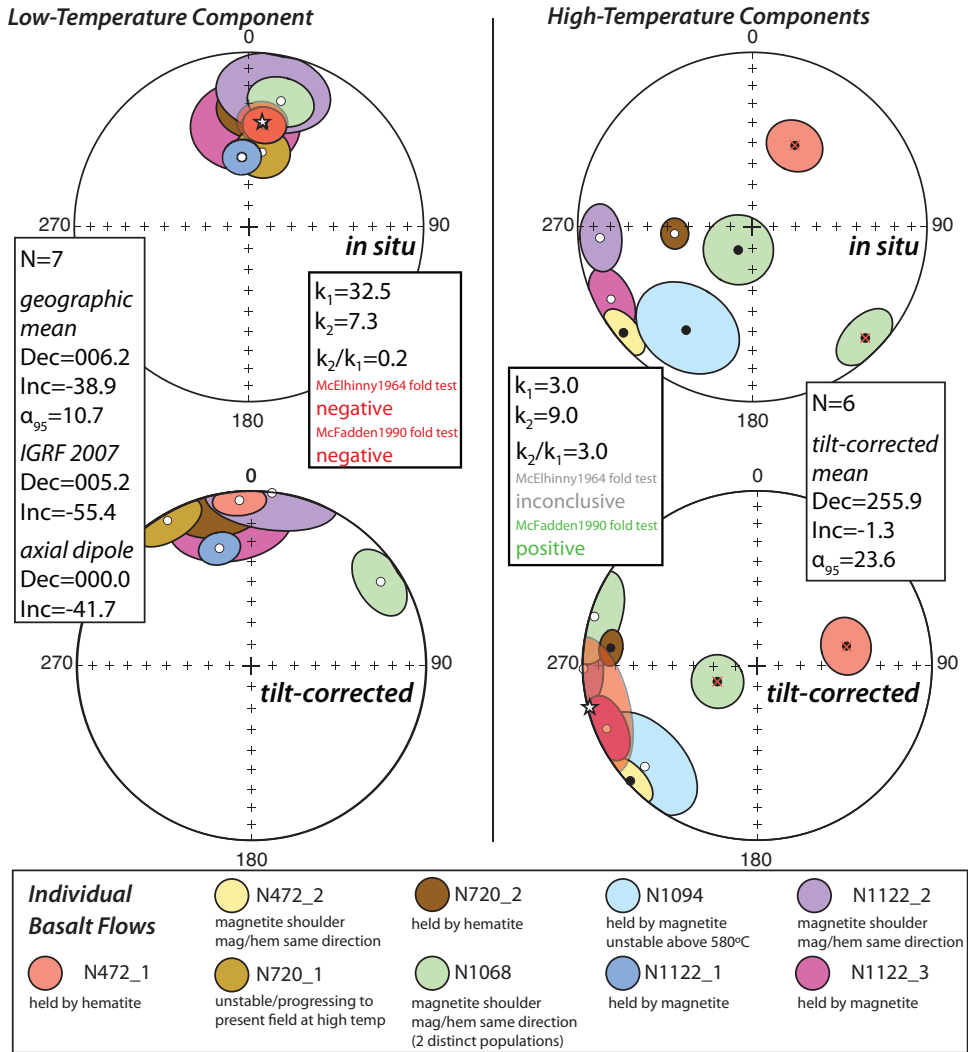 Low-Temperature Component
High-Temperature Components
0
270
90
180
in situ
N=7
geographic
mean
Dec=006.2
Inc=-38.9
α95=10.7
IGRF 2007
Dec=005.2
Inc=-55.4
axial dipole
Dec=000.0
Inc=-41.7
k1=32.5
k2=7.3
k2/k1=0.2
McElhinny1964 fold test
negative
McFadden1990 fold test
negative
0
270
90
180
tilt-corrected
0
270
90
180
in situ
k1=3.0
k2=9.0
k2/k1=3.0
McElhinny1964 fold test
inconclusive
McFadden1990 fold test
positive
N=6
tilt-corrected
mean
Dec=255.9
Inc=-1.3
α95=23.6
270
90
180
tilt-corrected
Individual
Basalt Flows
N472_1
held by hematite
N472_2
magnetite shoulder
mag/hem same direction
N720_1
unstable/progressing to
present field at high temp
N720_2
held by hematite
N1068
magnetite shoulder
mag/hem same direction
(2 distinct populations)
N1094
held by magnetite
unstable above 580ºC
N1122_1
held by magnetite
N1122_2
magnetite shoulder
mag/hem same direction
N1122_3
held by magnetite